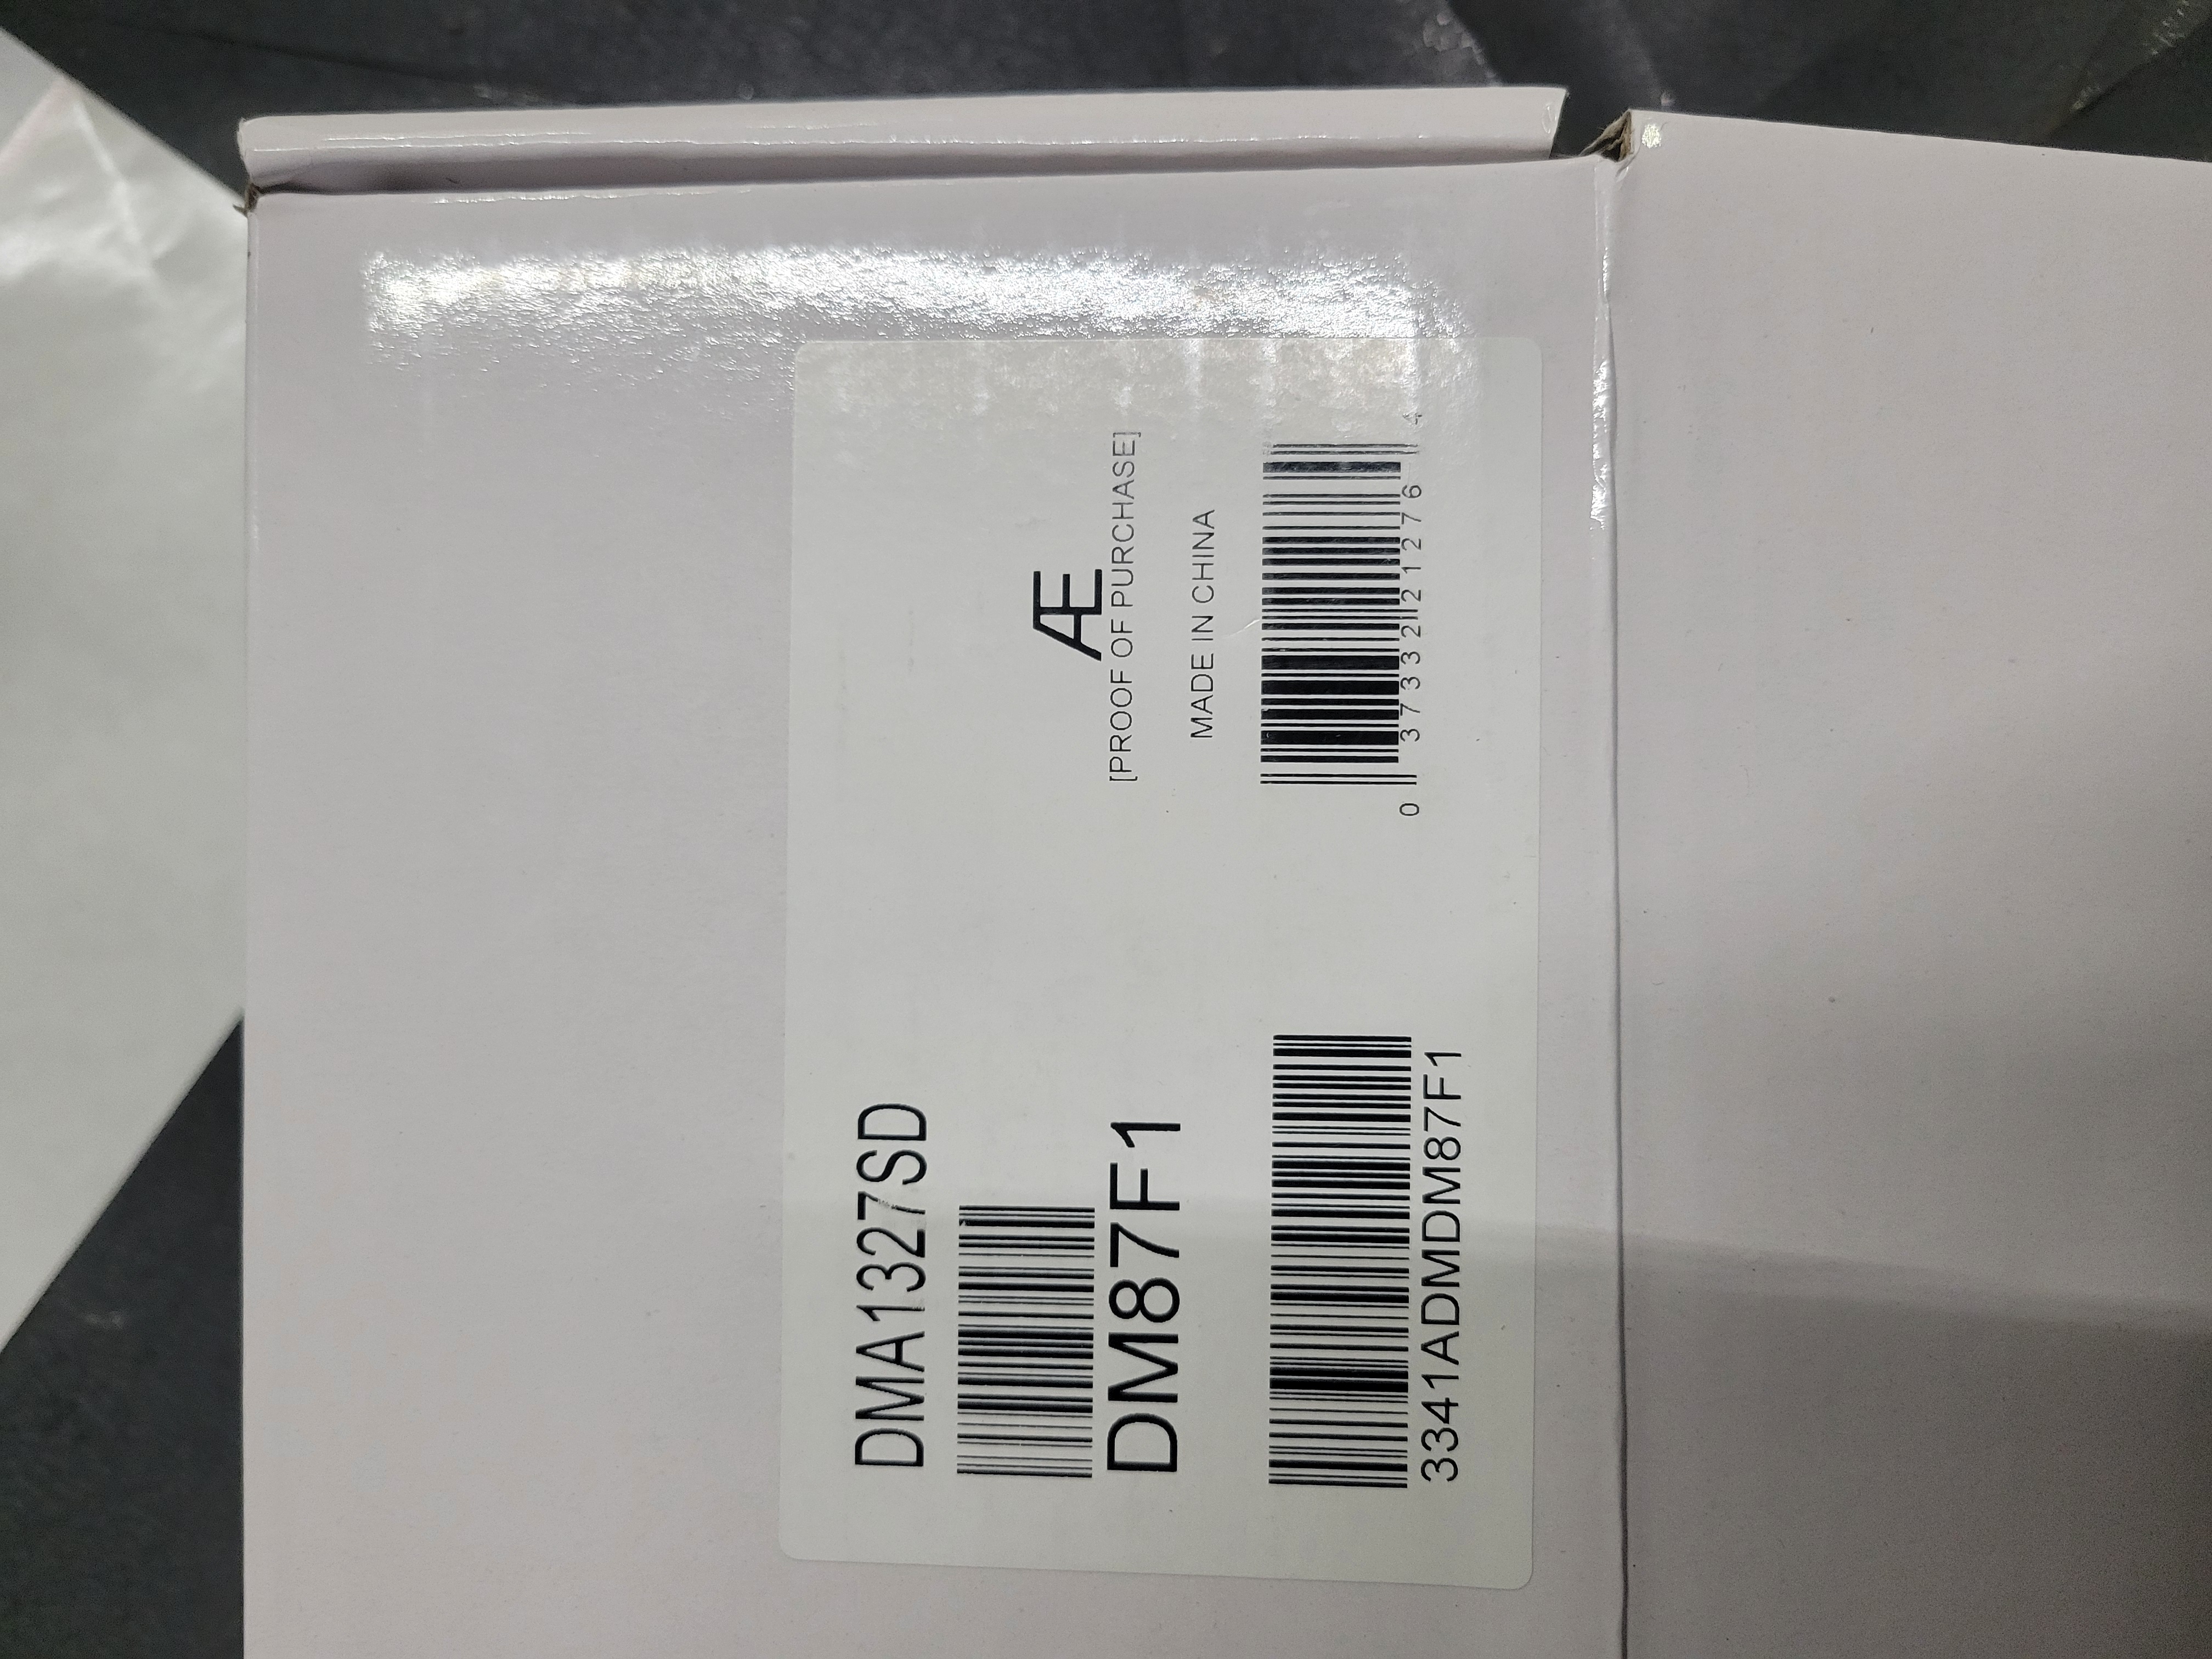 DMA1327SD
DM87F1
3341ADMDM87F1
Æ
[PROOF OF PURCHASE]
MADE IN CHINA
0 37332 21276 4